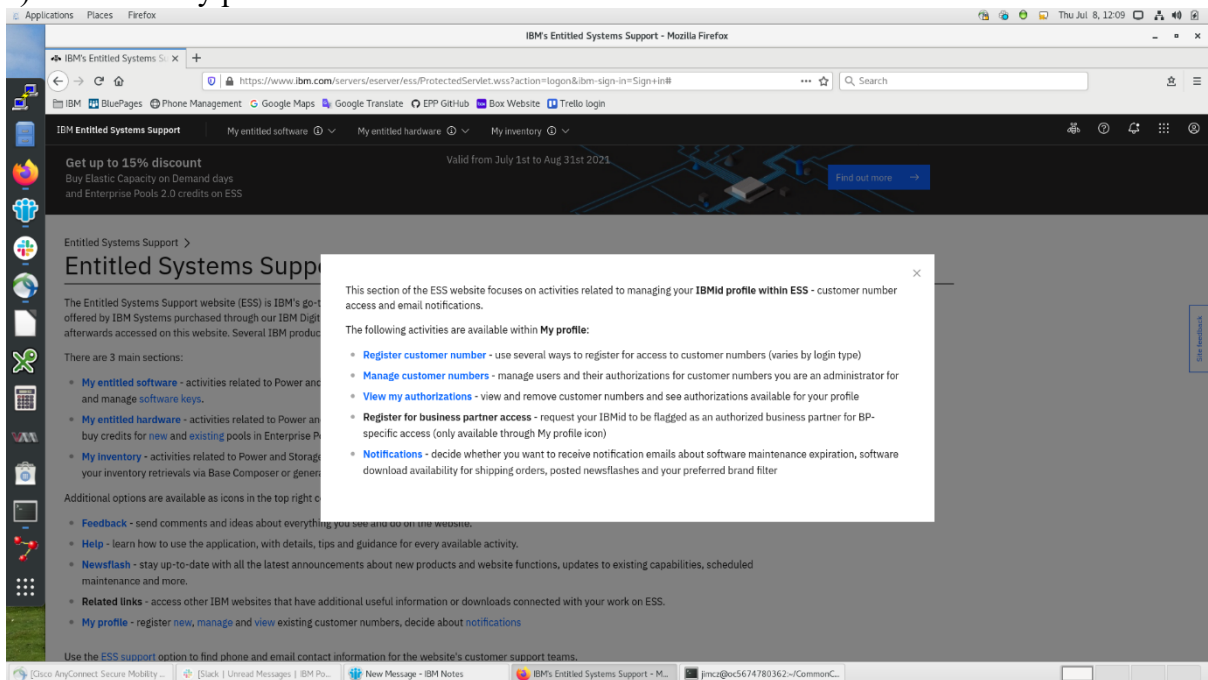 Applications Places Firefox Thu Jul 8, 12:09
IBM's Entitled Systems Support - Mozilla Firefox
IBM's Entitled Systems S
https://www.ibm.com/servers/eserver/ess/ProtectedServlet.wss?action=logon&ibm-sign-in=Sign+in# Search
IBM BluePages Phone Management Google Maps Google Translate EPP GitHub Box Website Trello login
IBM Entitled Systems Support My entitled software My entitled hardware My inventory
Get up to 15% discount
Buy Elastic Capacity on Demand days
and Enterprise Pools 2.0 credits on ESS
Valid from July 1st to Aug 31st 2021
Find out more →
Entitled Systems Support >
Entitled Systems Suppo
The Entitled Systems Support website (ESS) is IBM's go-t
offered by IBM Systems purchased through our IBM Digit
afterwards accessed on this website. Several IBM produc
There are 3 main sections:
My entitled software - activities related to Power and
and manage software keys.
My entitled hardware - activities related to Power an
buy credits for new and existing pools in Enterprise P
My inventory - activities related to Power and Storage
your inventory retrievals via Base Composer or genera
Additional options are available as icons in the top right c
Feedback - send comments and ideas about everything you see and do on the website.
Help - learn how to use the application, with details, tips and guidance for every available activity.
Newsflash - stay up-to-date with all the latest announcements about new products and website functions, updates to existing capabilities, scheduled
maintenance and more.
Related links - access other IBM websites that have additional useful information or downloads connected with your work on ESS.
My profile - register new, manage and view existing customer numbers, decide about notifications
Use the ESS support option to find phone and email contact information for the website's customer support teams.
This section of the ESS website focuses on activities related to managing your IBMid profile within ESS - customer number
access and email notifications.
The following activities are available within My profile:
Register customer number - use several ways to register for access to customer numbers (varies by login type)
Manage customer numbers - manage users and their authorizations for customer numbers you are an administrator for
View my authorizations - view and remove customer numbers and see authorizations available for your profile
Register for business partner access - request your IBMid to be flagged as an authorized business partner for BP-
specific access (only available through My profile icon)
Notifications - decide whether you want to receive notification emails about software maintenance expiration, software
download availability for shipping orders, posted newsflashes and your preferred brand filter
Site feedback
[Cisco AnyConnect Secure Mobility ... [Slack | Unread Messages | IBM Po... New Message - IBM Notes IBM's Entitled Systems Support - M... jimcz@oc5674780362:~/CommonC...